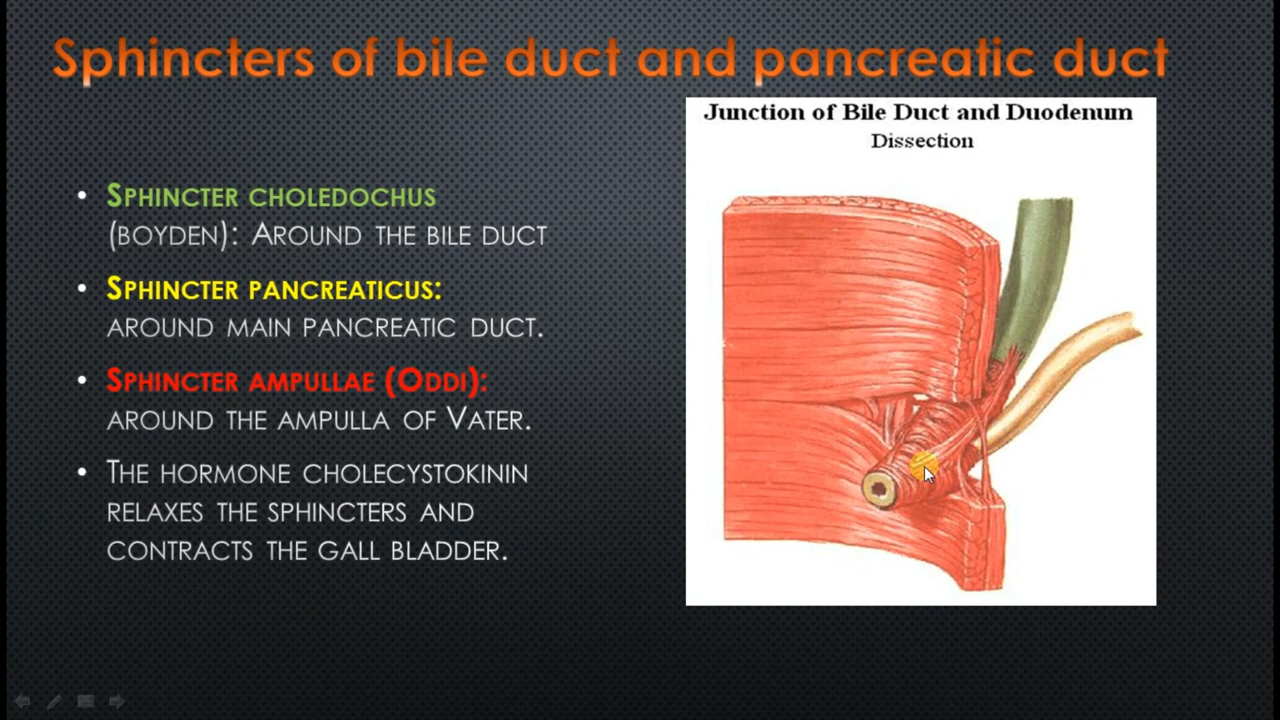 Sphincters of bile duct and pancreatic duct
Junction of Bile Duct and Duodenum
Dissection
• SPHINCTER CHOLEDOCHUS
(BOYDEN): AROUND THE BILE DUCT
• SPHINCTER PANCREATICUS:
AROUND MAIN PANCREATIC DUCT.
• SPHINCTER AMPULLAE (ODDI):
AROUND THE AMPULLA OF VATER.
• THE HORMONE CHOLECYSTOKININ
RELAXES THE SPHINCTERS AND
CONTRACTS THE GALL BLADDER.